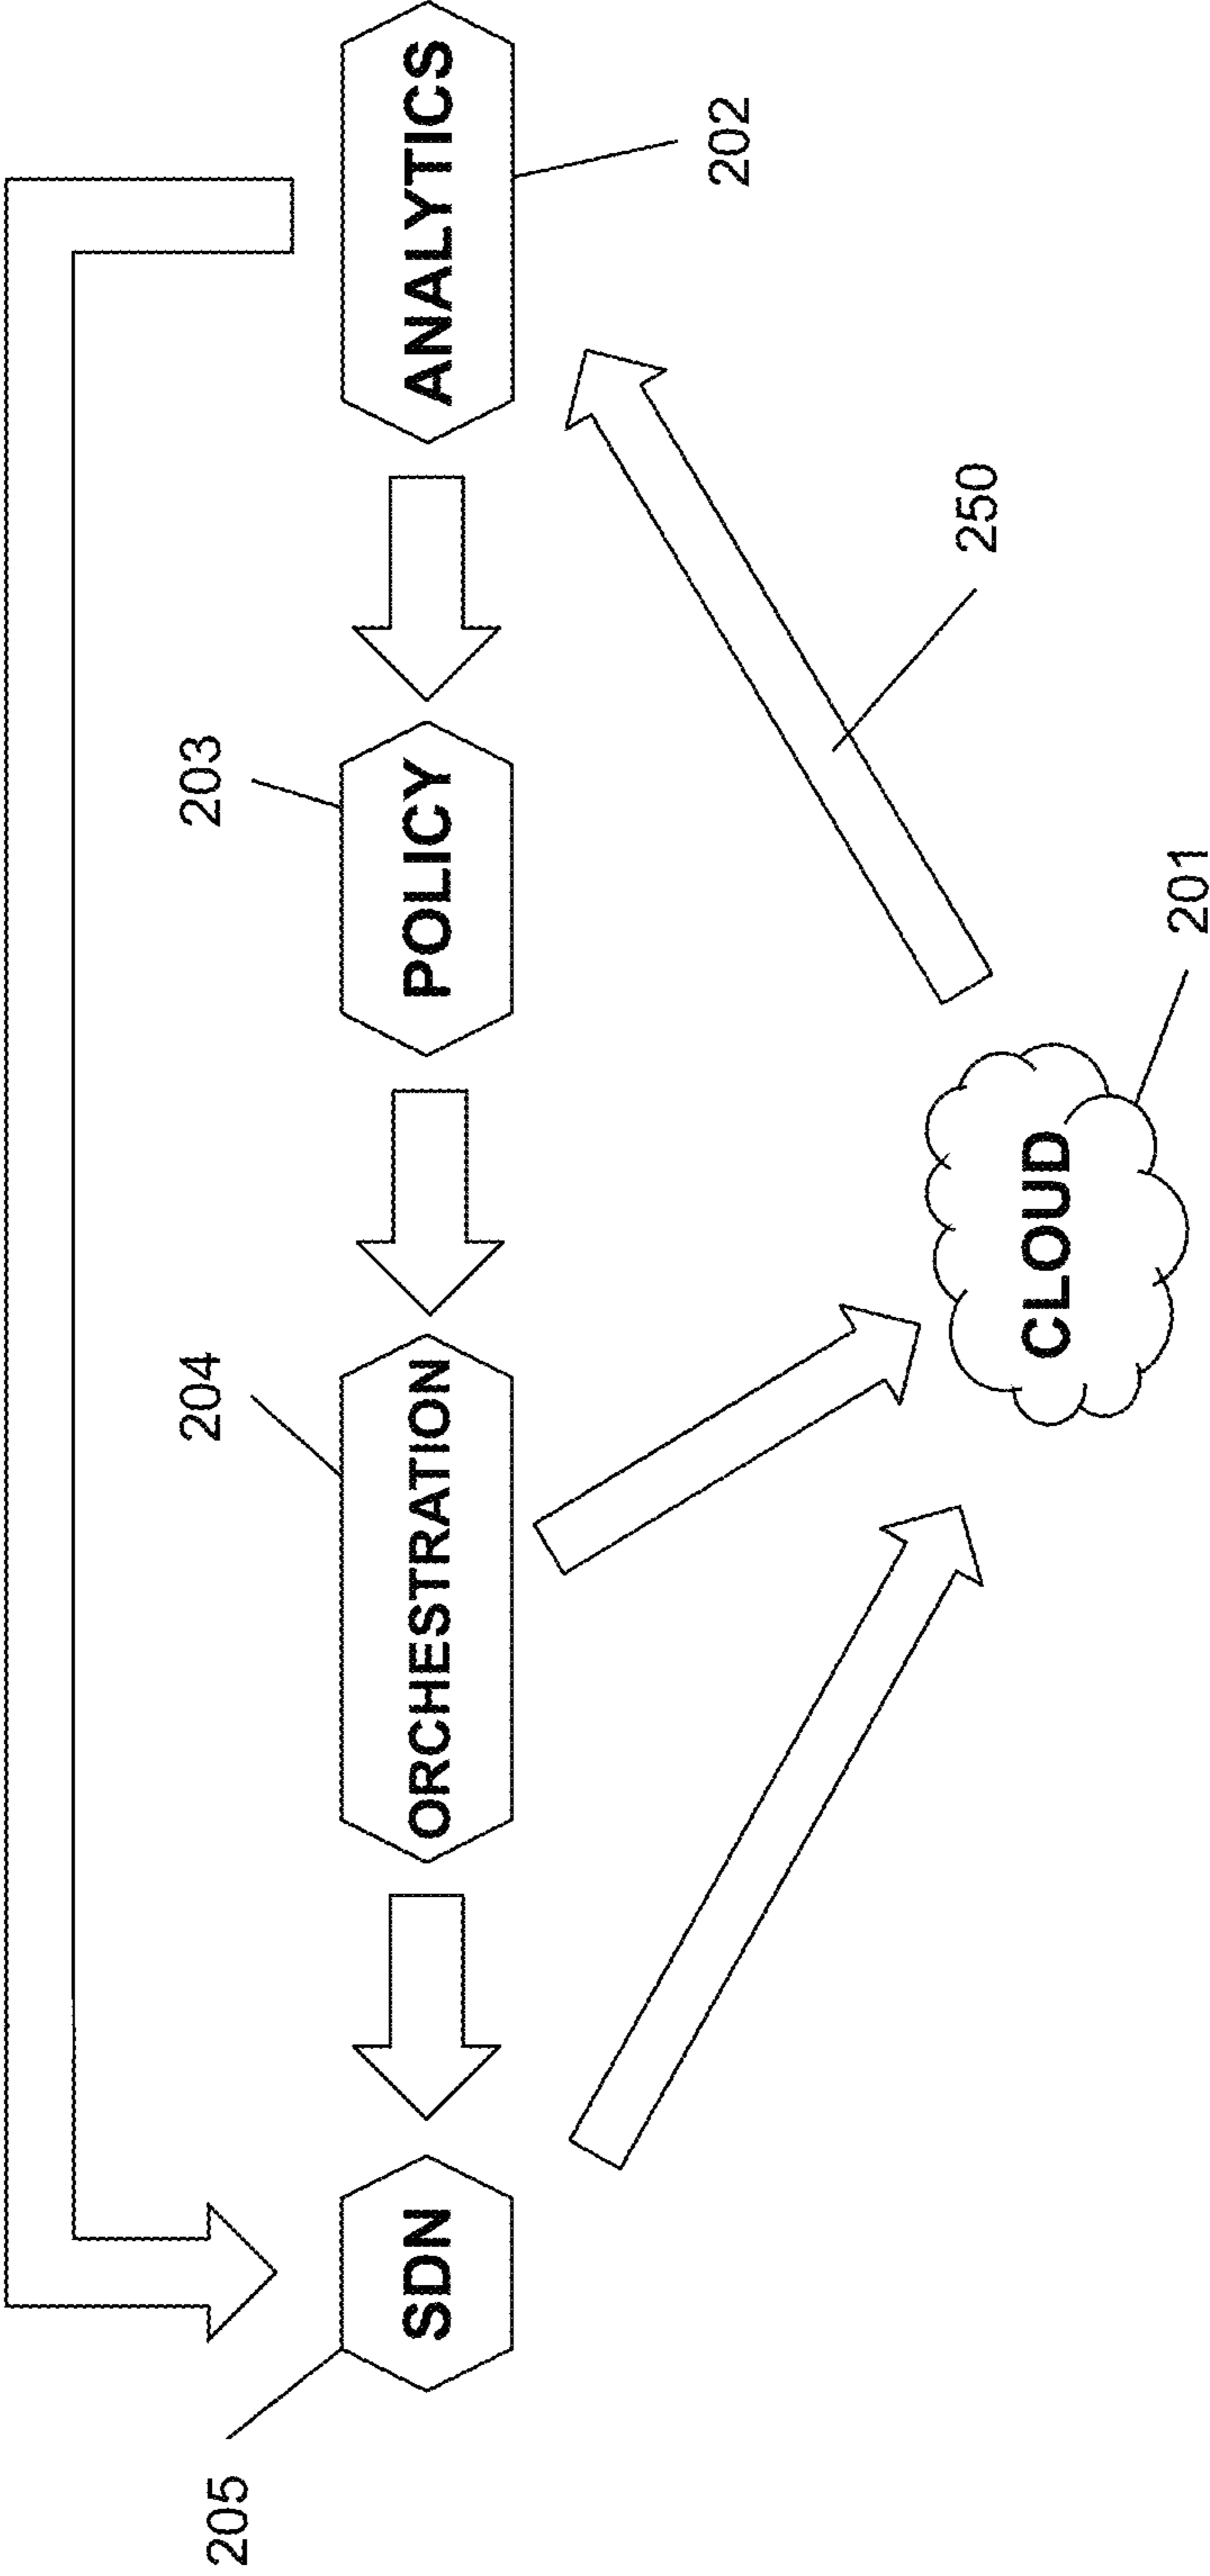 205
204
203
SDN
ORCHESTRATION
POLICY
ANALYTICS
202
250
CLOUD
201